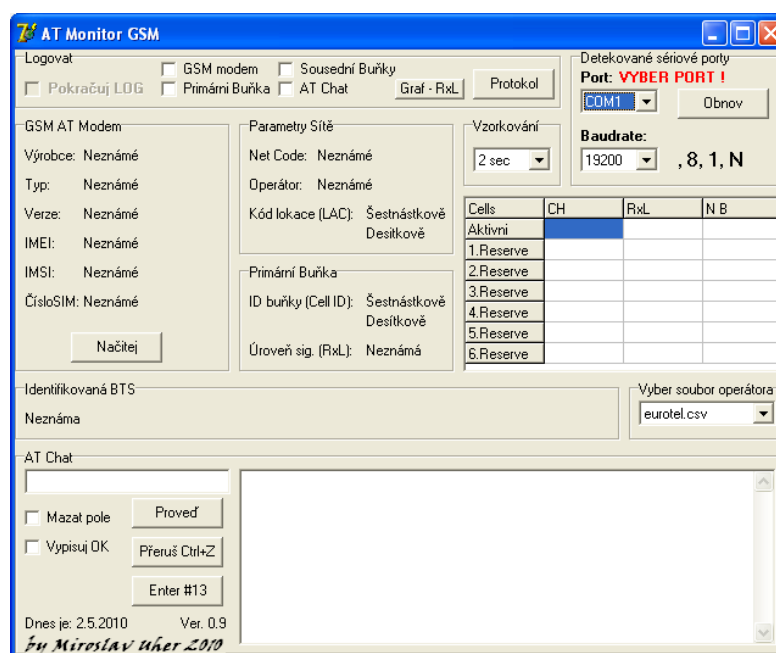 AT Monitor GSM
Logovat
Pokračuj LOG
GSM modem
Sousední Buňky
Primární Buňka
AT Chat
Graf - RxL
Protokol
Detekované sériové porty
Port: VYBER PORT !
COM1
Obnov
Baudrate:
19200
, 8, 1, N
GSM AT Modem
Výrobce: Neznámé
Typ: Neznámé
Verze: Neznámé
IMEI: Neznámé
IMSI: Neznámé
ČísloSIM: Neznámé
Načitej
Parametry Sítě
Net Code: Neznámé
Operátor: Neznámé
Kód lokace (LAC): Šestnástkově
Desitkově
Vzorkování
2 sec
Primární Buňka
ID buňky (Cell ID): Šestnástkově
Desítkově
Úroveň sig. (RxL): Neznámá
Cells CH RxL N B
Aktivni
1.Reserve
2.Reserve
3.Reserve
4.Reserve
5.Reserve
6.Reserve
Identifikovaná BTS
Neznáma
Vyber soubor operátora
eurotel.csv
AT Chat
Mazat pole
Vypisuj OK
Proveď
Přeruš Ctrl+Z
Enter #13
Dnes je: 2.5.2010 Ver. 0.9
by Miroslav Uher 2010